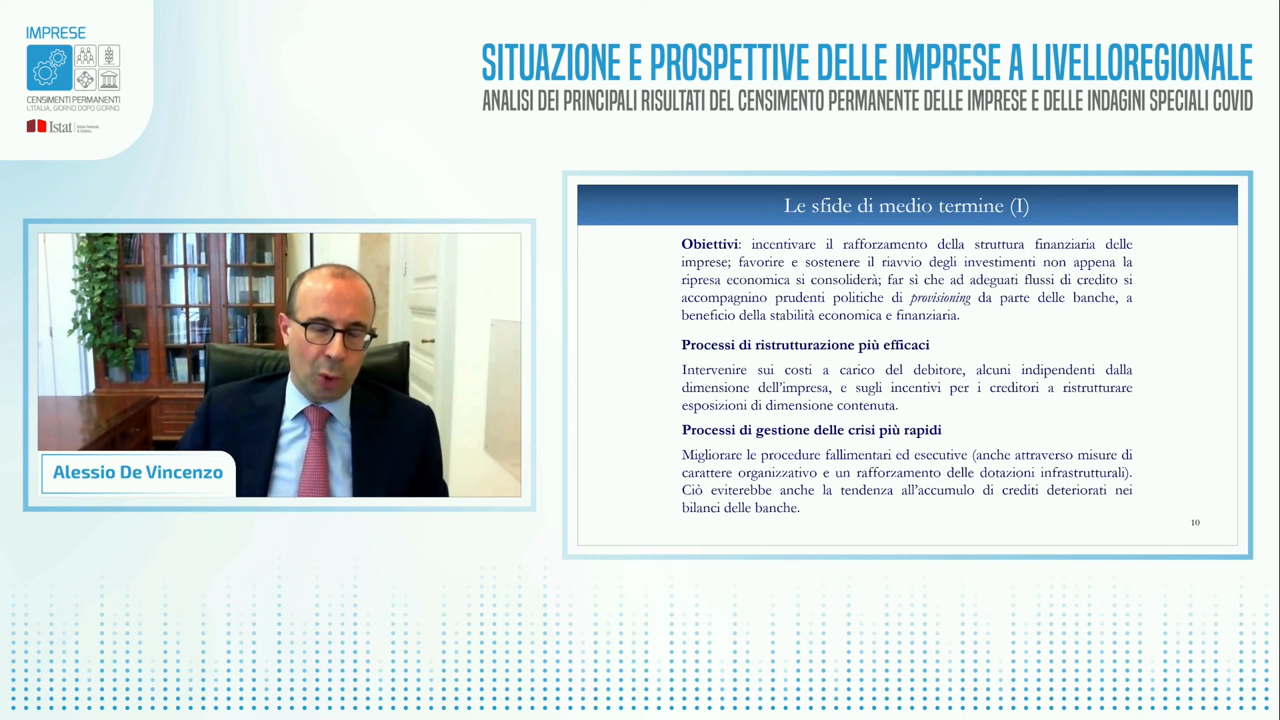 IMPRESE
CENSIMENTI PERMANENTI
L'ITALIA, GIORNO DOPO GIORNO.
Istat
SITUAZIONE E PROSPETTIVE DELLE IMPRESE A LIVELLOREGIONALE
ANALISI DEI PRINCIPALI RISULTATI DEL CENSIMENTO PERMANENTE DELLE IMPRESE E DELLE INDAGINI SPECIALI COVID
Alessio De Vincenzo
Le sfide di medio termine (I)
Obiettivi: incentivare il rafforzamento della struttura finanziaria delle
imprese; favorire e sostenere il riavvio degli investimenti non appena la
ripresa economica si consoliderà; far sì che ad adeguati flussi di credito si
accompagnino prudenti politiche di provisioning da parte delle banche, a
beneficio della stabilità economica e finanziaria.
Processi di ristrutturazione più efficaci
Intervenire sui costi a carico del debitore, alcuni indipendenti dalla
dimensione dell'impresa, e sugli incentivi per i creditori a ristrutturare
esposizioni di dimensione contenuta.
Processi di gestione delle crisi più rapidi
Migliorare le procedure fallimentari ed esecutive (anche attraverso misure di
carattere organizzativo e un rafforzamento delle dotazioni infrastrutturali).
Ciò eviterebbe anche la tendenza all'accumulo di crediti deteriorati nei
bilanci delle banche.
10